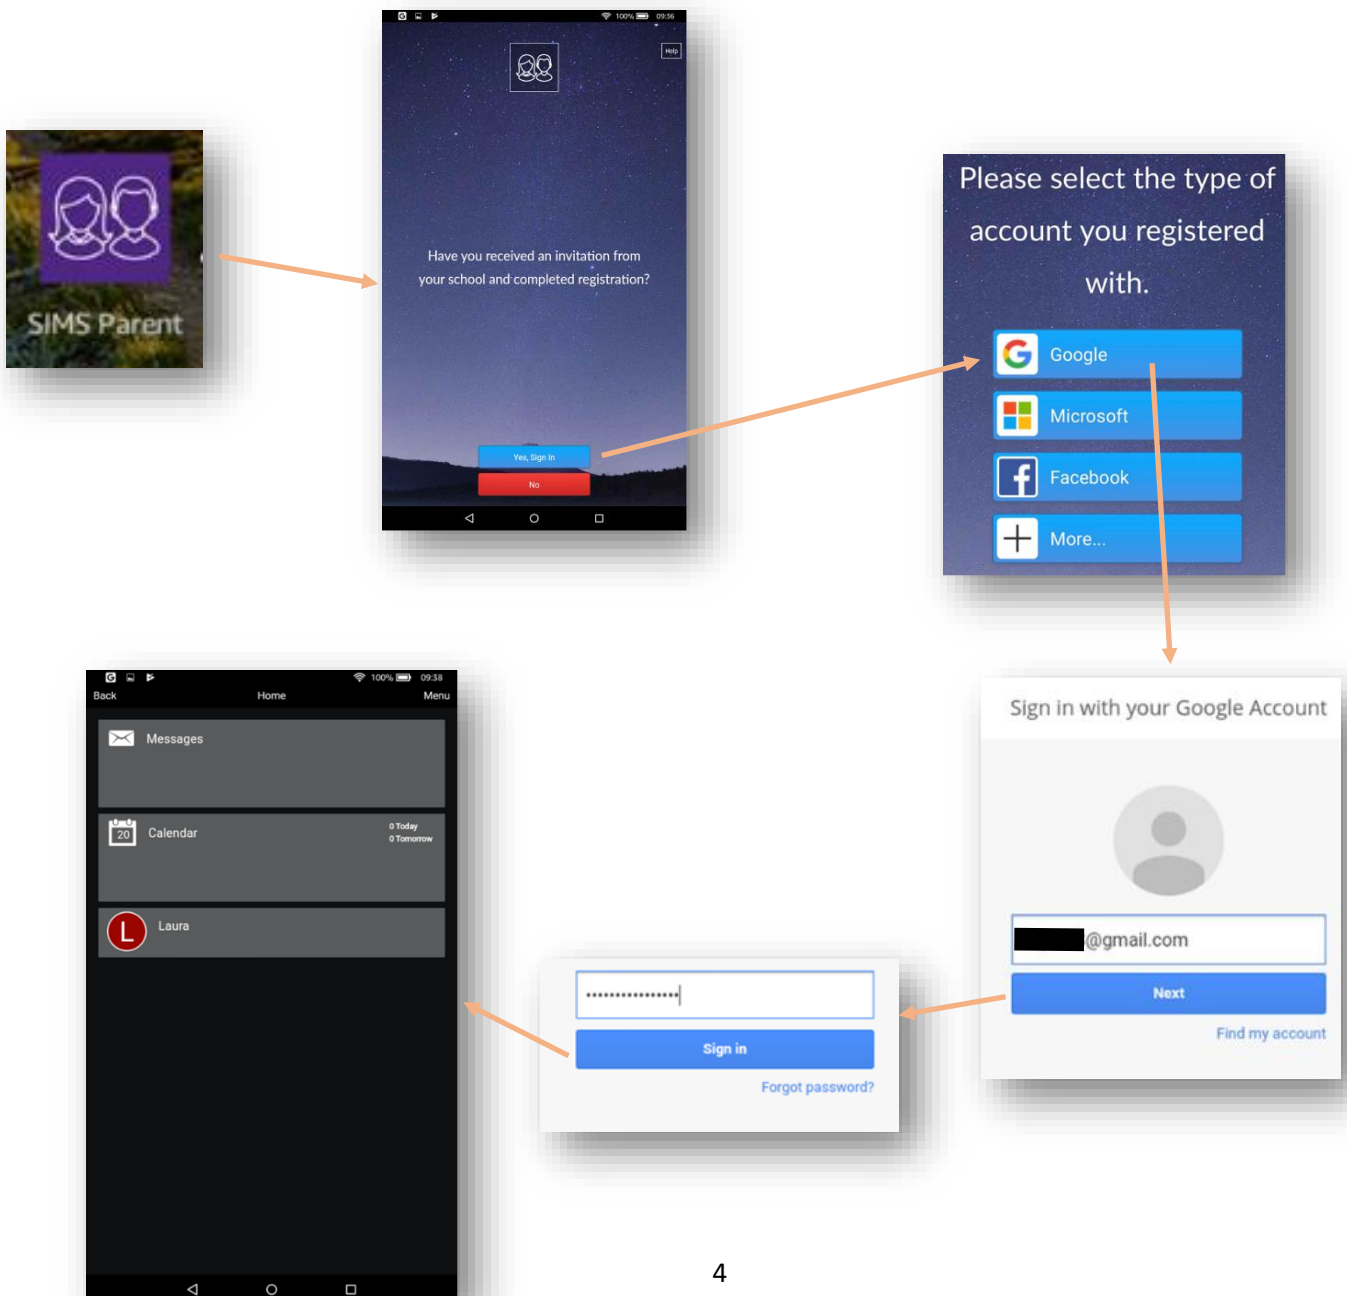 SIMS Parent
100% 09:36
Help
Have you received an invitation from
your school and completed registration?
Yes, Sign In
No
Please select the type of
account you registered
with.
Google
Microsoft
Facebook
More...
Sign in with your Google Account
@gmail.com
Next
Find my account
Sign in
Forgot password?
100% 09:38
Back Home Menu
Messages
20 Calendar 0 Today
0 Tomorrow
L Laura
4